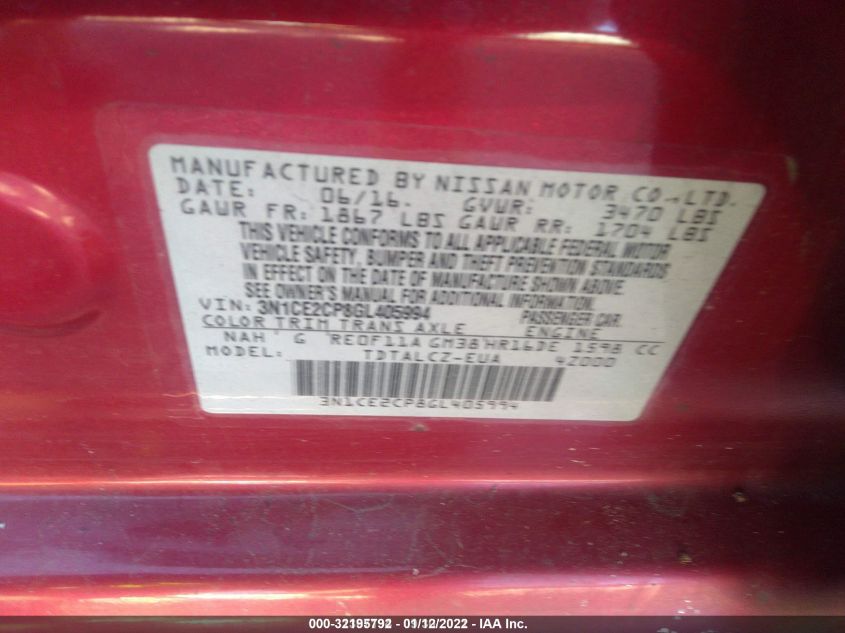 MANUFACTURED BY NISSAN MOTOR CO.,LTD.
DATE: 06/16. GVWR: 3470 LBS
GAWR FR: 1867 LBS GAWR RR: 1704 LBS
THIS VEHICLE CONFORMS TO ALL APPLICABLE FEDERAL MOTOR
VEHICLE SAFETY, BUMPER AND THEFT PREVENTION STANDARDS
IN EFFECT ON THE DATE OF MANUFACTURE SHOWN ABOVE.
SEE OWNER'S MANUAL FOR ADDITIONAL INFORMATION.
VIN: 3N1CE2CP8GL405994 PASSENGER CAR.
COLOR TRIM TRANS AXLE ENGINE
NAH G RE0F11A GM38 HR16DE 1598 CC
MODEL: TDTALCZ-EUA 42000
3N1CE2CP8GL405994
000-32195792 - 01/12/2022 - IAA Inc.